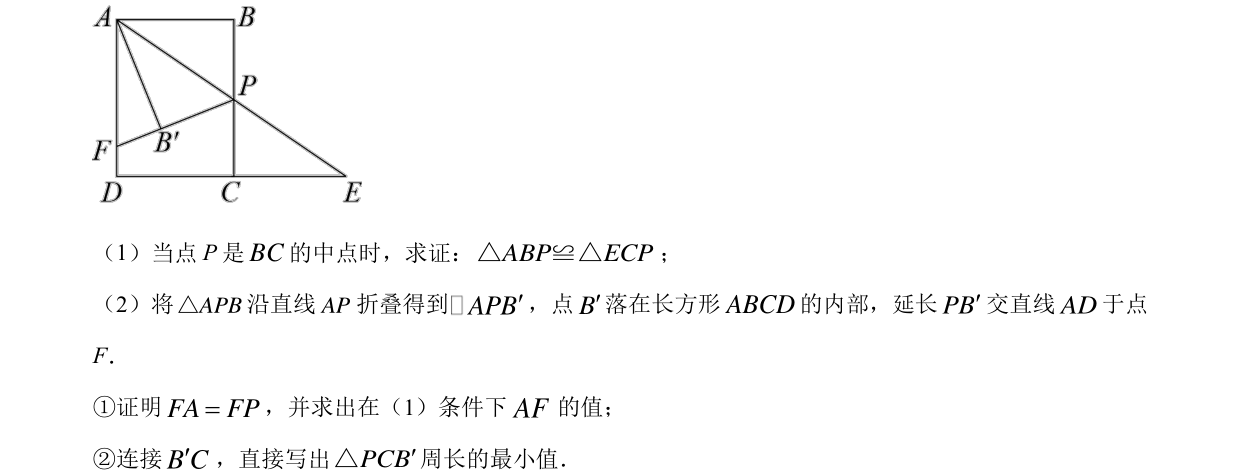 A B
P
F B′
D C E
（1）当点 P 是 BC 的中点时，求证：△ABP≌△ECP；
（2）将△APB 沿直线 AP 折叠得到□APB′，点 B′ 落在长方形 ABCD 的内部，延长 PB′ 交直线 AD 于点
F．
①证明 FA = FP，并求出在（1）条件下 AF 的值；
②连接 B′C，直接写出△PCB′ 周长的最小值．